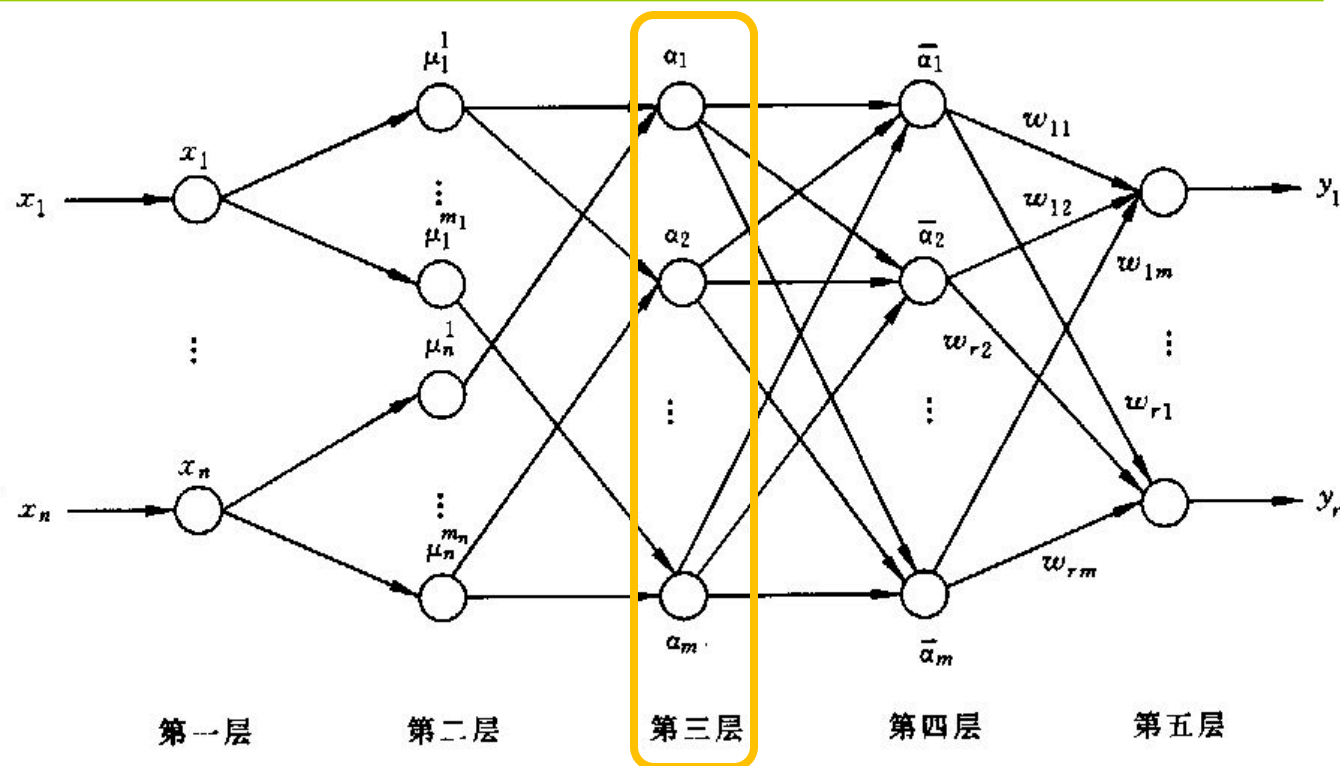 μ₁¹
α₁
ᾱ₁
w₁₁
x₁
x₁
y₁
⋮
μ₁^{m₁}
α₂
ᾱ₂
w₁₂
w₁ₘ
⋮
μₙ¹
w_{r2}
⋮
⋮
⋮
w_{r1}
xₙ
xₙ
y_r
⋮
μₙ^{mₙ}
w_{rm}
αₘ
ᾱₘ
第一层
第二层
第三层
第四层
第五层